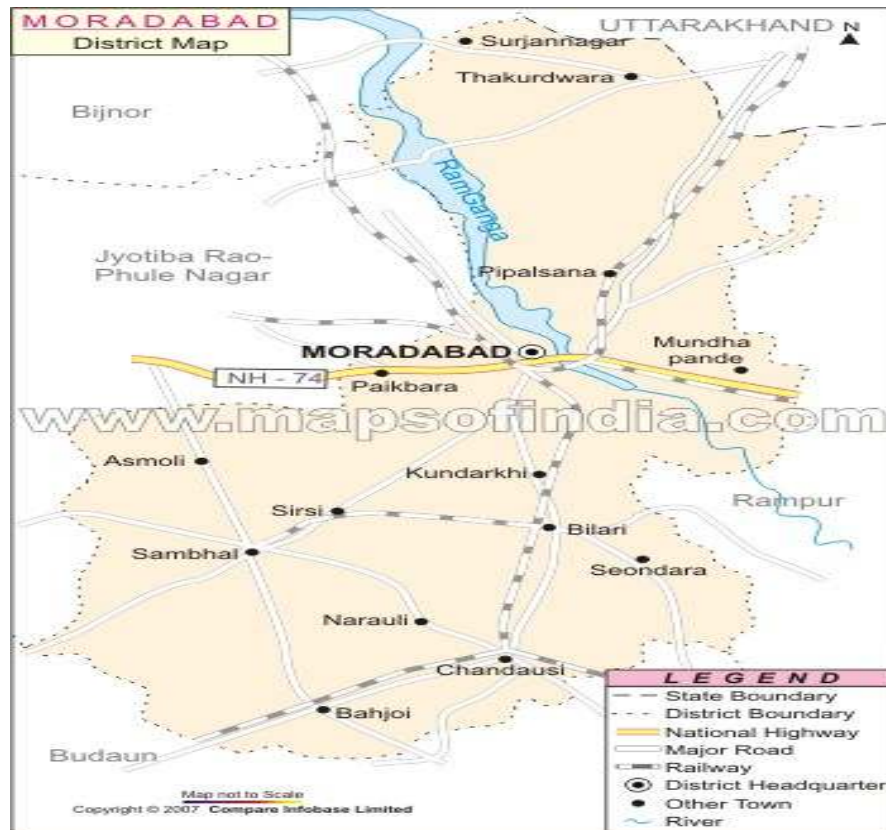 MORADABAD
District Map
UTTARAKHAND
N
Surjannagar
Thakurdwara
Bijnor
RamGanga
Jyotiba Rao-
Phule Nagar
Pipalsana
MORADABAD
Mundha
pande
NH - 74
Paikbara
www.mapsofindia.com
Asmoli
Kundarkhi
Rampur
Sirsi
Bilari
Sambhal
Seondara
Narauli
Chandausi
Bahjoi
Budaun
LEGEND
State Boundary
District Boundary
National Highway
Major Road
Railway
District Headquarter
Other Town
River
Map not to Scale
Copyright © 2007 Compare Infobase Limited